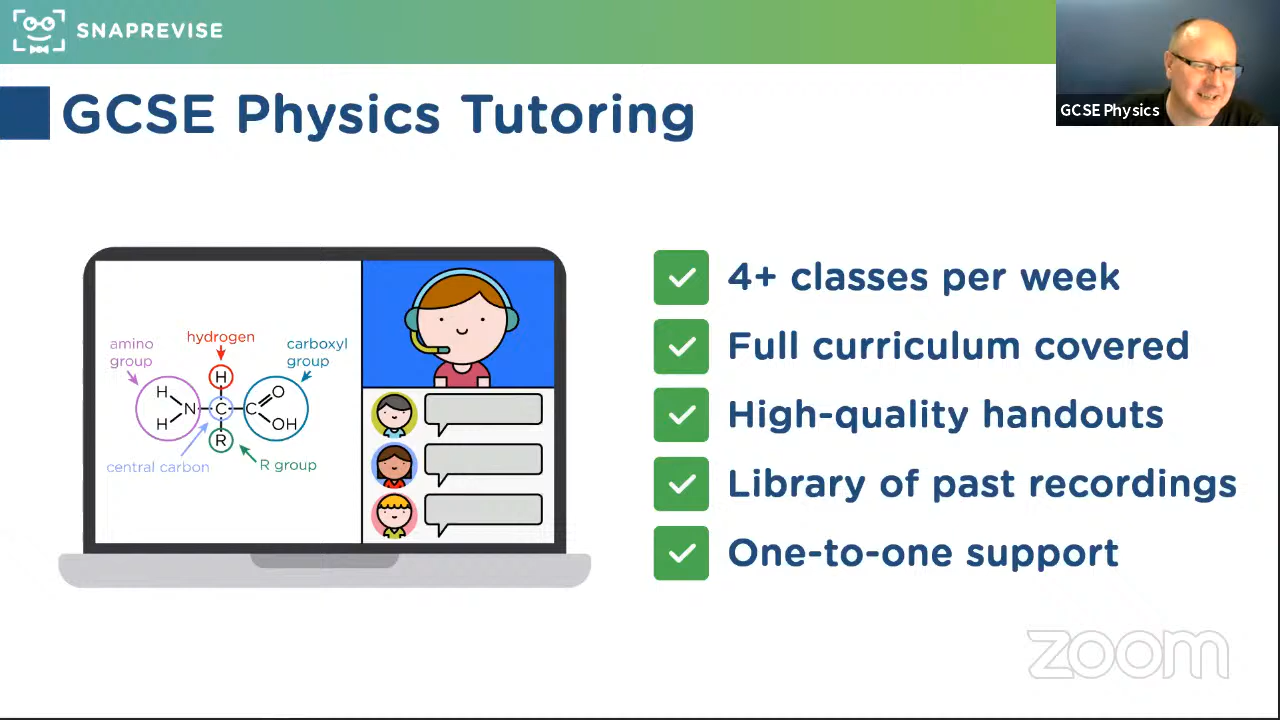 SNAPREVISE
GCSE Physics
GCSE Physics Tutoring
amino
group
hydrogen
carboxyl
group
H
H
N
C
C
O
H
OH
R
central carbon
R group
4+ classes per week
Full curriculum covered
High-quality handouts
Library of past recordings
One-to-one support
zoom